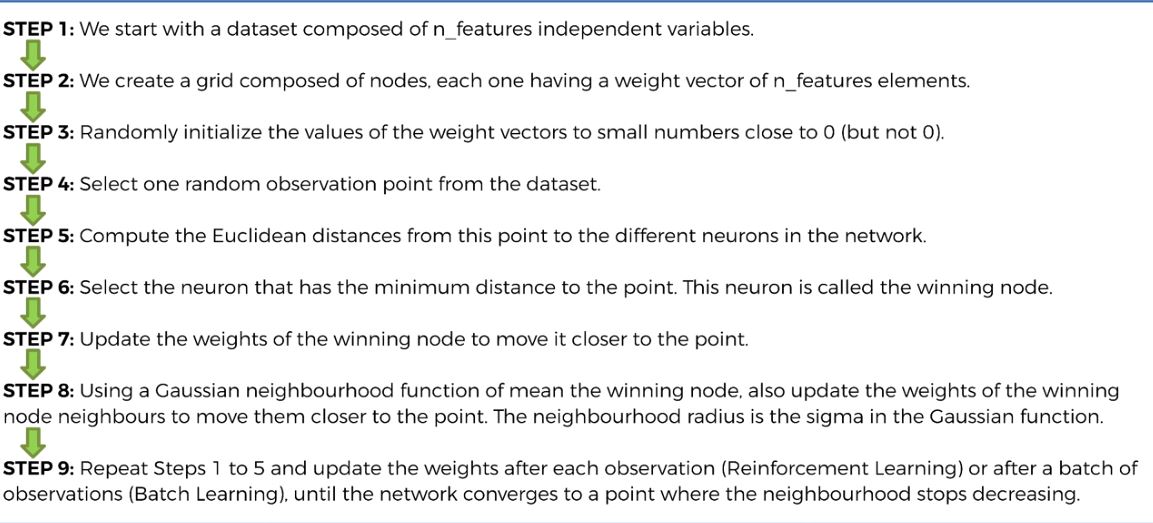 STEP 1: We start with a dataset composed of n_features independent variables.
STEP 2: We create a grid composed of nodes, each one having a weight vector of n_features elements.
STEP 3: Randomly initialize the values of the weight vectors to small numbers close to 0 (but not 0).
STEP 4: Select one random observation point from the dataset.
STEP 5: Compute the Euclidean distances from this point to the different neurons in the network.
STEP 6: Select the neuron that has the minimum distance to the point. This neuron is called the winning node.
STEP 7: Update the weights of the winning node to move it closer to the point.
STEP 8: Using a Gaussian neighbourhood function of mean the winning node, also update the weights of the winning
node neighbours to move them closer to the point. The neighbourhood radius is the sigma in the Gaussian function.
STEP 9: Repeat Steps 1 to 5 and update the weights after each observation (Reinforcement Learning) or after a batch of
observations (Batch Learning), until the network converges to a point where the neighbourhood stops decreasing.